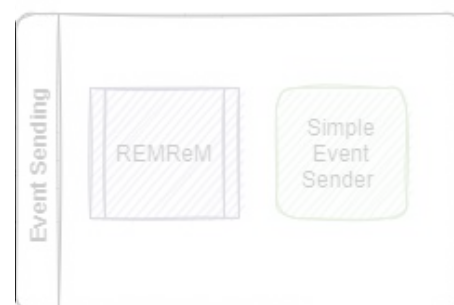 Event Sending
REMReM
Simple
Event
Sender